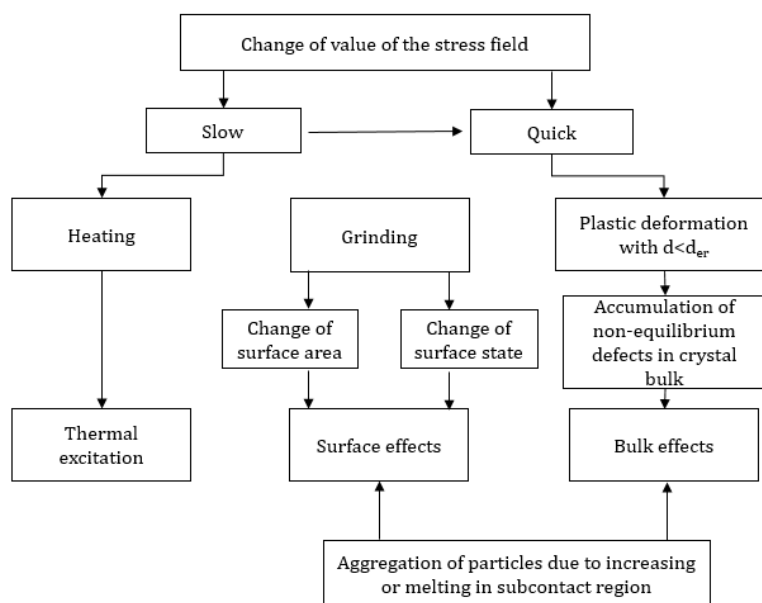 Change of value of the stress field
Slow
Quick
Heating
Grinding
Plastic deformation
with d<d_er
Change of
surface area
Change of
surface state
Accumulation of
non-equilibrium
defects in crystal
bulk
Thermal
excitation
Surface effects
Bulk effects
Aggregation of particles due to increasing
or melting in subcontact region